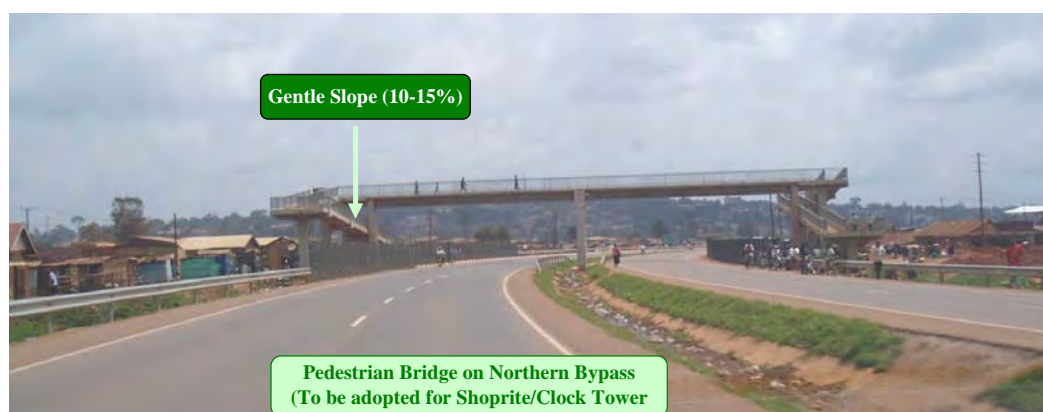 Gentle Slope (10-15%)
Pedestrian Bridge on Northern Bypass
(To be adopted for Shoprite/Clock Tower